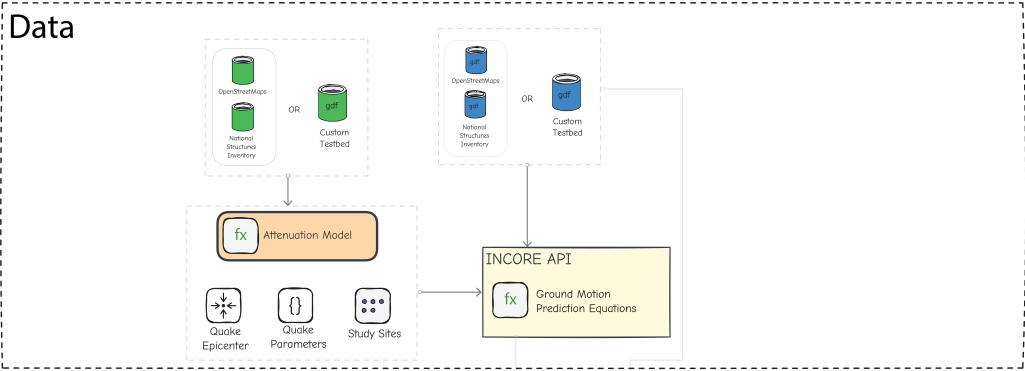 Data
OpenStreetMaps
National
Structures
Inventory
OR
gdf
Custom
Testbed
gdf
OpenStreetMaps
gdf
National
Structures
Inventory
OR
gdf
Custom
Testbed
fx
Attenuation Model
Quake
Epicenter
{}
Quake
Parameters
Study Sites
INCORE API
fx
Ground Motion
Prediction Equations